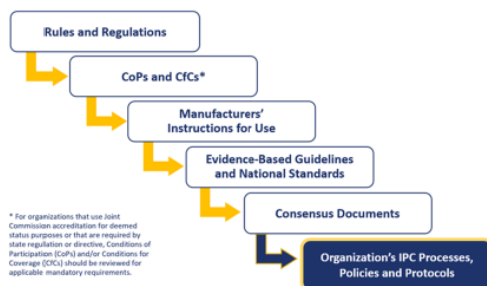 Rules and Regulations
CoPs and CfCs*
Manufacturers'
Instructions for Use
Evidence-Based Guidelines
and National Standards
Consensus Documents
Organization's IPC Processes,
Policies and Protocols
* For organizations that use Joint
Commission accreditation for deemed
status purposes or that are required by
state regulation or directive, Conditions of
Participation (CoPs) and/or Conditions for
Coverage (CfCs) should be reviewed for
applicable mandatory requirements.